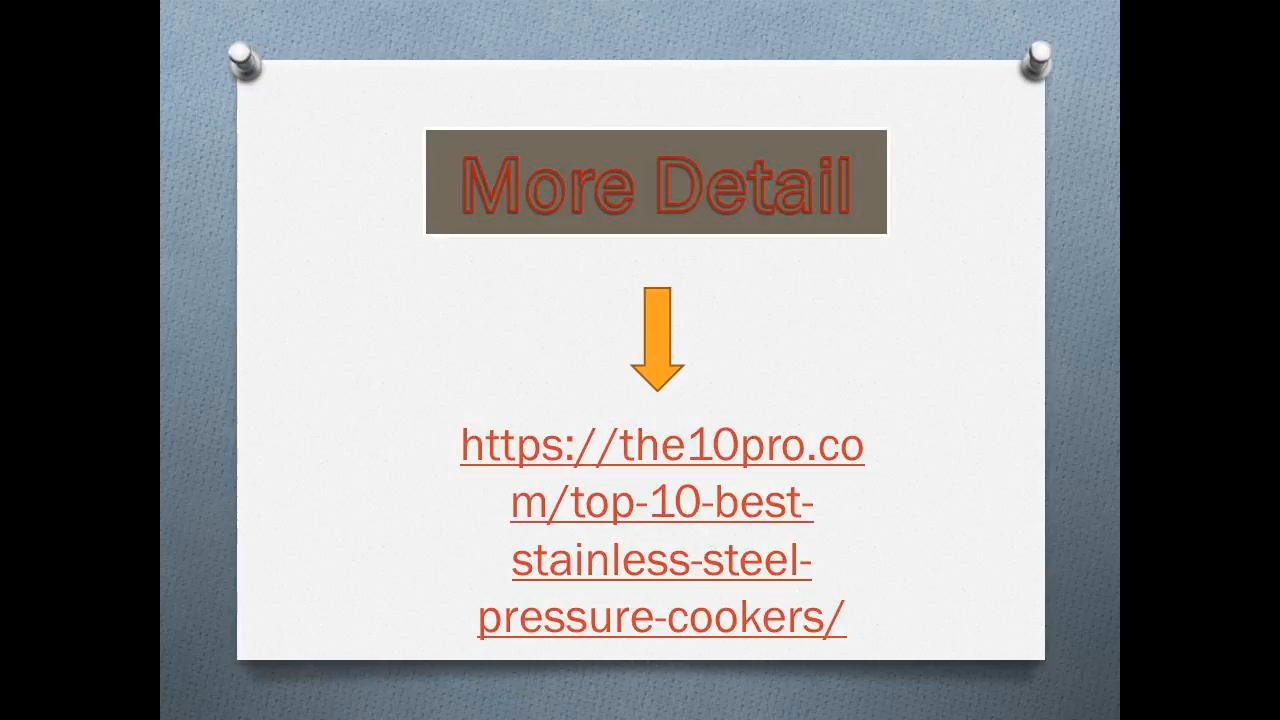 More Detail
https://the10pro.co
m/top-10-best-
stainless-steel-
pressure-cookers/